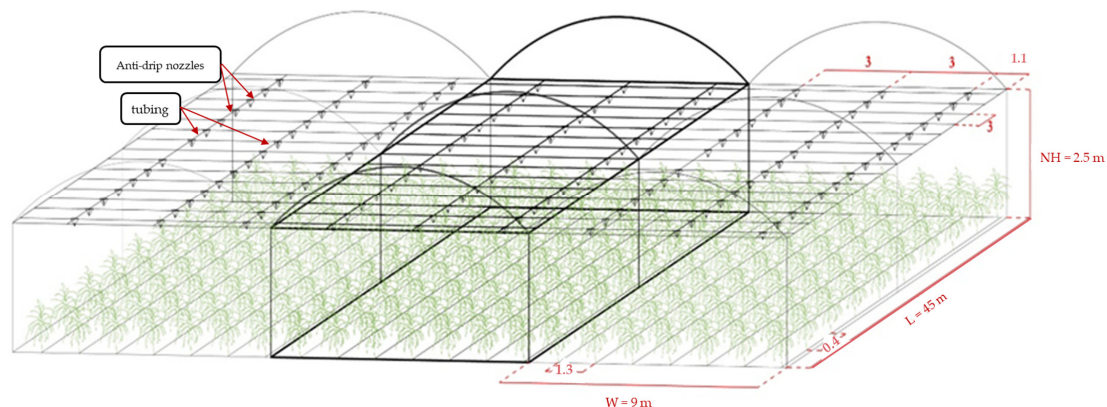 Anti-drip nozzles
tubing
3
3
1.1
3
NH = 2.5 m
L = 45 m
0.4
1.3
W = 9 m